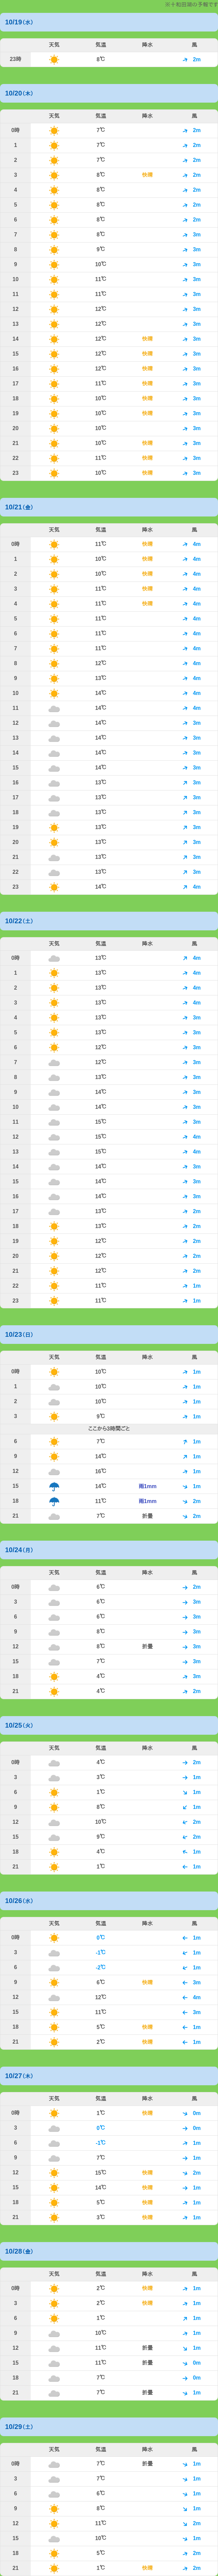 10/19(水)
天気 気温 降水 風
23時 8℃ 2m
10/20(木)
天気 気温 降水 風
0時 7℃ 2m
1 7℃ 2m
2 7℃ 2m
3 8℃ 快晴 2m
4 8℃ 2m
5 8℃ 2m
6 8℃ 2m
7 8℃ 3m
8 9℃ 3m
9 10℃ 3m
10 11℃ 3m
11 11℃ 3m
12 12℃ 3m
13 12℃ 3m
14 12℃ 快晴 3m
15 12℃ 快晴 3m
16 12℃ 快晴 3m
17 11℃ 快晴 3m
18 10℃ 快晴 3m
19 10℃ 快晴 3m
20 10℃ 3m
21 10℃ 快晴 3m
22 11℃ 快晴 3m
23 10℃ 快晴 3m
10/21(金)
天気 気温 降水 風
0時 11℃ 快晴 4m
1 10℃ 快晴 4m
2 10℃ 快晴 4m
3 11℃ 快晴 4m
4 11℃ 快晴 4m
5 11℃ 4m
6 11℃ 4m
7 11℃ 4m
8 12℃ 4m
9 13℃ 4m
10 14℃ 4m
11 14℃ 4m
12 14℃ 3m
13 14℃ 3m
14 14℃ 3m
15 14℃ 3m
16 13℃ 3m
17 13℃ 3m
18 13℃ 3m
19 13℃ 3m
20 13℃ 3m
21 13℃ 3m
22 13℃ 3m
23 14℃ 4m
10/22(土)
天気 気温 降水 風
0時 13℃ 4m
1 13℃ 4m
2 13℃ 4m
3 13℃ 4m
4 13℃ 3m
5 13℃ 3m
6 12℃ 3m
7 12℃ 3m
8 13℃ 3m
9 14℃ 3m
10 14℃ 3m
11 15℃ 3m
12 15℃ 4m
13 15℃ 4m
14 14℃ 3m
15 14℃ 3m
16 14℃ 3m
17 13℃ 2m
18 13℃ 2m
19 12℃ 2m
20 12℃ 2m
21 12℃ 2m
22 11℃ 1m
23 11℃ 1m
10/23(日)
天気 気温 降水 風
0時 10℃ 1m
1 10℃ 1m
2 10℃ 1m
3 9℃ 1m
ここから3時間ごと
6 7℃ 1m
9 14℃ 1m
12 16℃ 1m
15 14℃ 雨1mm 1m
18 11℃ 雨1mm 2m
21 7℃ 折畳 2m
10/24(月)
天気 気温 降水 風
0時 6℃ 2m
3 6℃ 3m
6 6℃ 3m
9 8℃ 3m
12 8℃ 折畳 3m
15 7℃ 3m
18 4℃ 3m
21 4℃ 2m
10/25(火)
天気 気温 降水 風
0時 4℃ 2m
3 3℃ 1m
6 1℃ 1m
9 8℃ 1m
12 10℃ 2m
15 9℃ 2m
18 4℃ 1m
21 1℃ 1m
10/26(水)
天気 気温 降水 風
0時 0℃ 1m
3 -1℃ 1m
6 -2℃ 1m
9 6℃ 快晴 3m
12 12℃ 4m
15 11℃ 3m
18 5℃ 快晴 1m
21 2℃ 快晴 1m
10/27(木)
天気 気温 降水 風
0時 1℃ 快晴 0m
3 0℃ 0m
6 -1℃ 1m
9 7℃ 1m
12 15℃ 快晴 2m
15 14℃ 快晴 1m
18 5℃ 快晴 1m
21 3℃ 快晴 1m
10/28(金)
天気 気温 降水 風
0時 2℃ 快晴 1m
3 2℃ 快晴 1m
6 1℃ 1m
9 10℃ 1m
12 11℃ 折畳 1m
15 11℃ 折畳 0m
18 7℃ 0m
21 7℃ 折畳 1m
10/29(土)
天気 気温 降水 風
0時 7℃ 折畳 1m
3 7℃ 1m
6 6℃ 1m
9 8℃ 1m
12 11℃ 2m
15 10℃ 1m
18 5℃ 2m
21 1℃ 快晴 2m